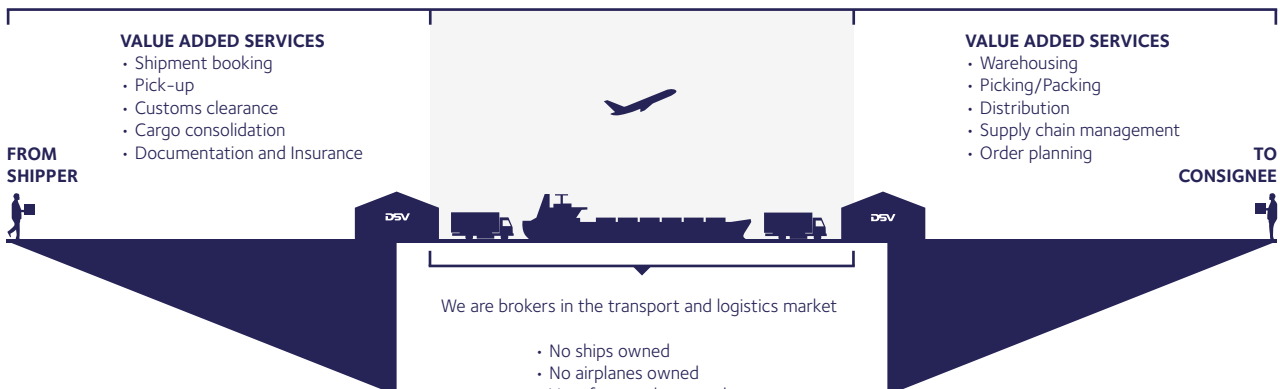 VALUE ADDED SERVICES
• Shipment booking
• Pick-up
• Customs clearance
• Cargo consolidation
• Documentation and Insurance
FROM
SHIPPER
VALUE ADDED SERVICES
• Warehousing
• Picking/Packing
• Distribution
• Supply chain management
• Order planning
TO
CONSIGNEE
DSV
DSV
We are brokers in the transport and logistics market
• No ships owned
• No airplanes owned